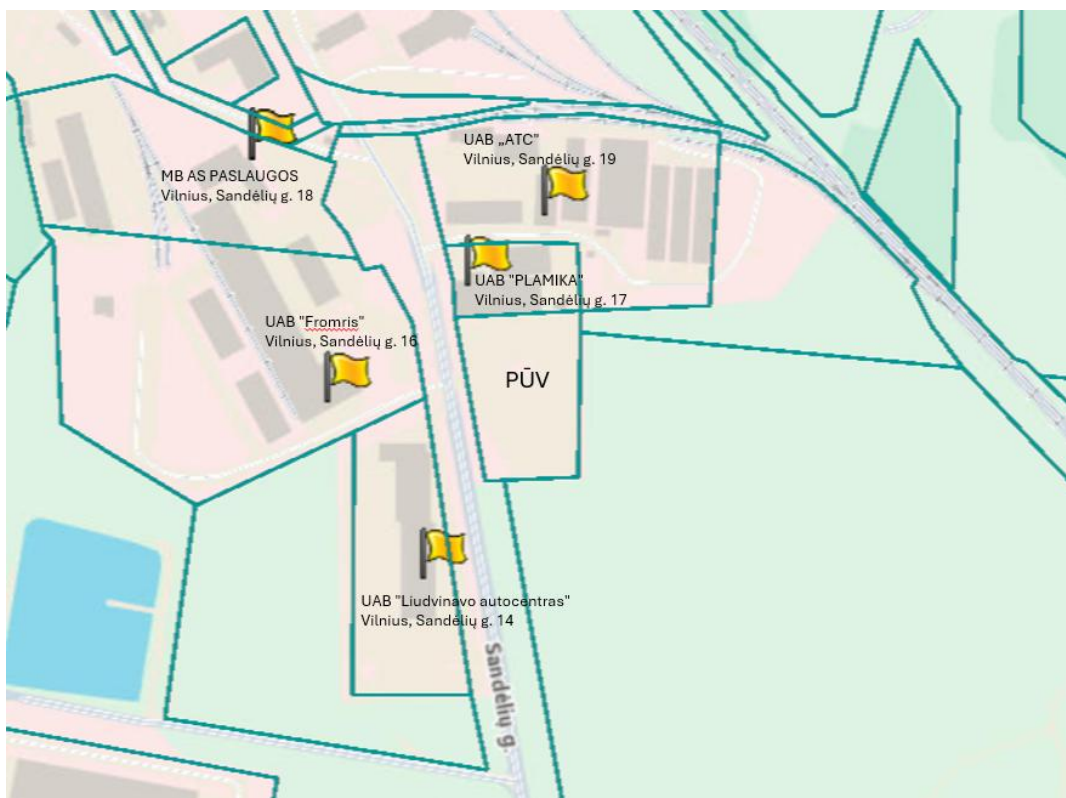 UAB „ATC"
Vilnius, Sandėlių g. 19
MB AS PASLAUGOS
Vilnius, Sandėlių g. 18
UAB "PLAMIKA"
Vilnius, Sandėlių g. 17
UAB "Fromris"
Vilnius, Sandėlių g. 16
PŪV
UAB "Liudvinavo autocentras"
Vilnius, Sandėlių g. 14
Sandėlių g.